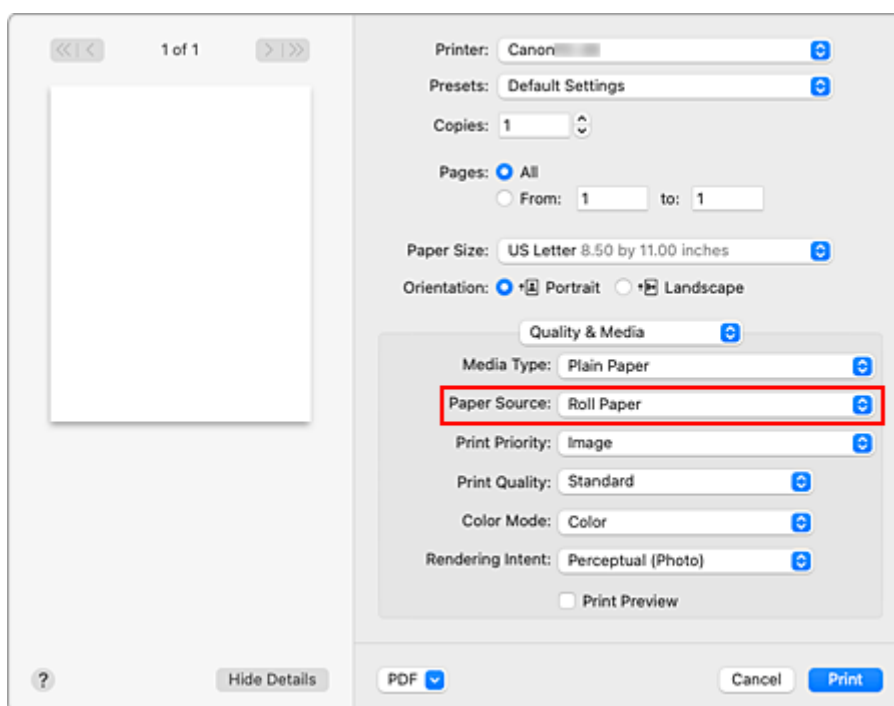 1 of 1
Printer: Canon
Presets: Default Settings
Copies: 1
Pages: All
From: 1 to: 1
Paper Size: US Letter 8.50 by 11.00 inches
Orientation: Portrait Landscape
Quality & Media
Media Type: Plain Paper
Paper Source: Roll Paper
Print Priority: Image
Print Quality: Standard
Color Mode: Color
Rendering Intent: Perceptual (Photo)
Print Preview
? Hide Details PDF Cancel Print